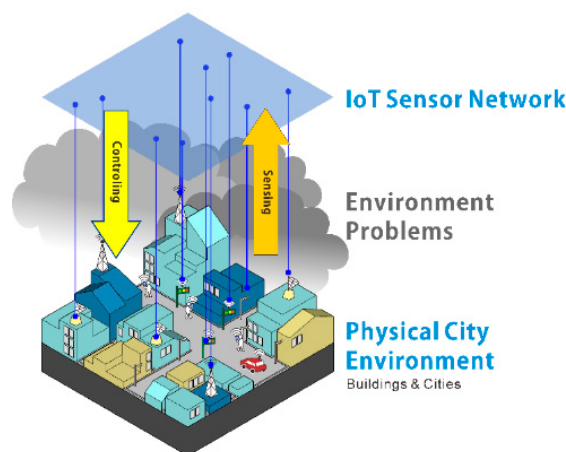 IoT Sensor Network
Controling
Sensing
Environment
Problems
Physical City
Environment
Buildings & Cities